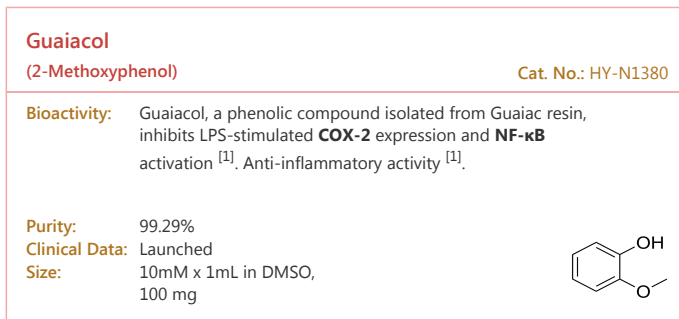 Guaiacol
(2-Methoxyphenol) Cat. No.: HY-N1380
Bioactivity: Guaiacol, a phenolic compound isolated from Guaiac resin,
inhibits LPS-stimulated COX-2 expression and NF-κB
activation [1]. Anti-inflammatory activity [1].
Purity: 99.29%
Clinical Data: Launched
Size: 10mM x 1mL in DMSO,
100 mg
OH
O